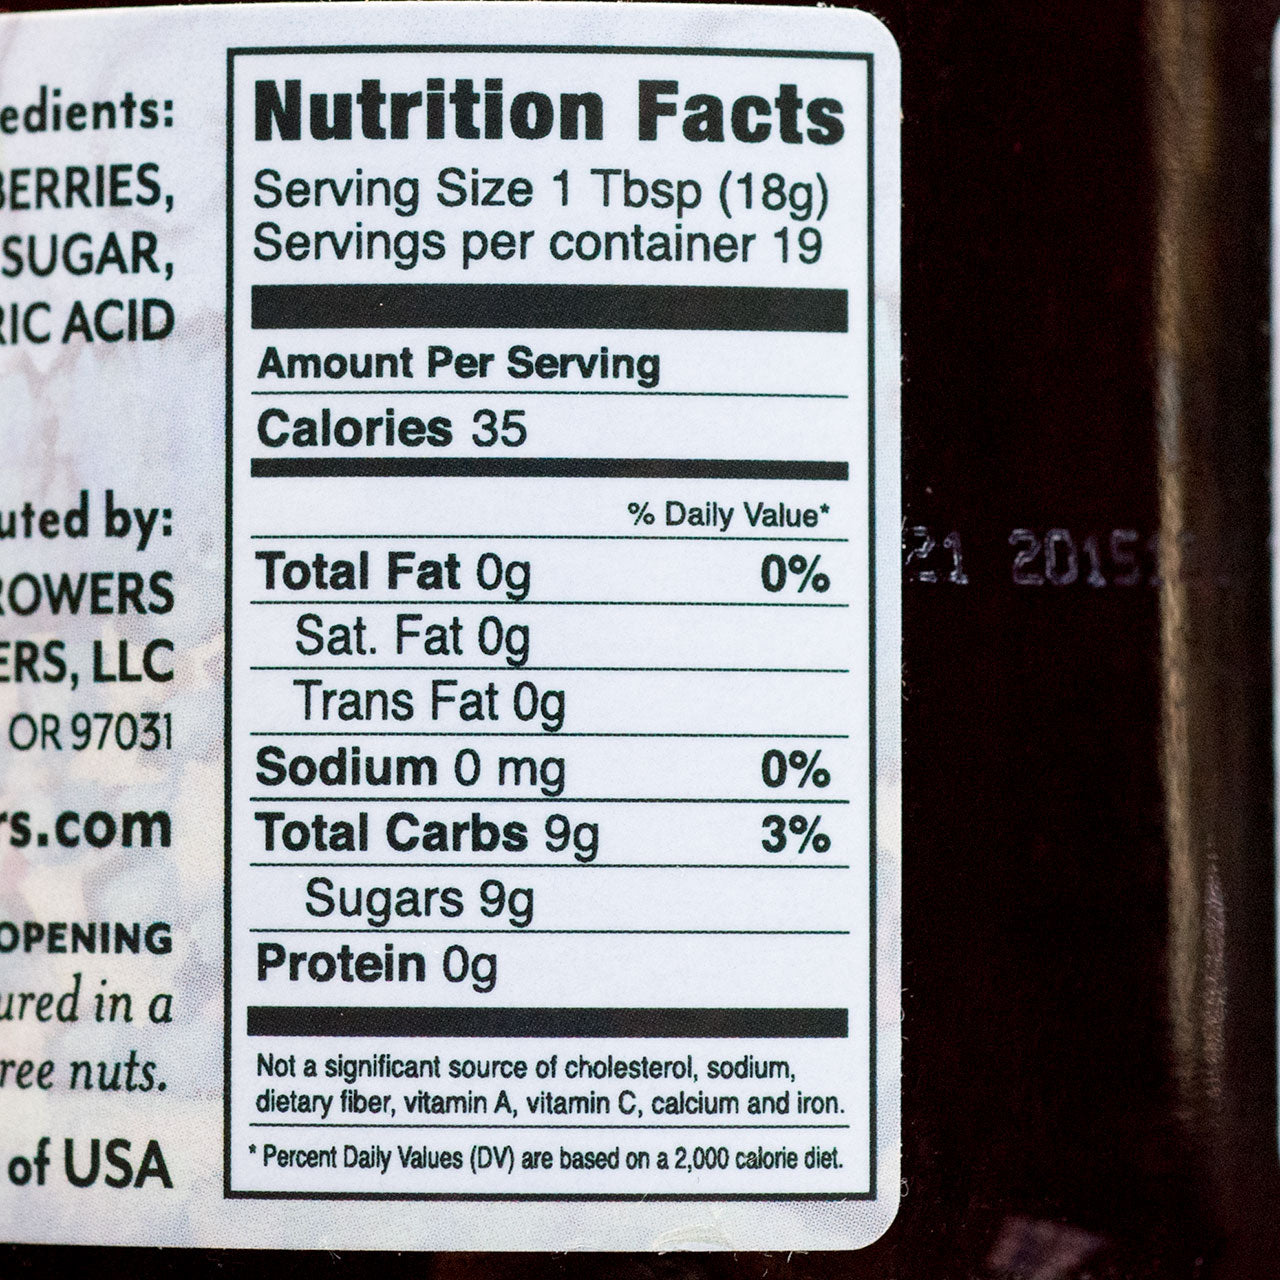 edients:
BERRIES,
SUGAR,
RIC ACID
uted by:
ROWERS
ERS, LLC
OR 97031
rs.com
OPENING
ured in a
ree nuts.
of USA
Nutrition Facts
Serving Size 1 Tbsp (18g)
Servings per container 19
Amount Per Serving
Calories 35
% Daily Value*
Total Fat 0g 0%
Sat. Fat 0g
Trans Fat 0g
Sodium 0 mg 0%
Total Carbs 9g 3%
Sugars 9g
Protein 0g
Not a significant source of cholesterol, sodium,
dietary fiber, vitamin A, vitamin C, calcium and iron.
* Percent Daily Values (DV) are based on a 2,000 calorie diet.
21 2015